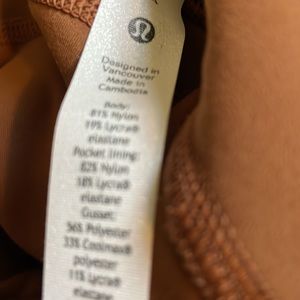 Designed in
Vancouver
Made in
Cambodia
Body:
81% Nylon
19% Lycra®
elastane
Pocket lining:
82% Nylon
18% Lycra®
elastane
Gusset:
56% Polyester
33% Coolmax®
polyester
11% Lycra®
elastane